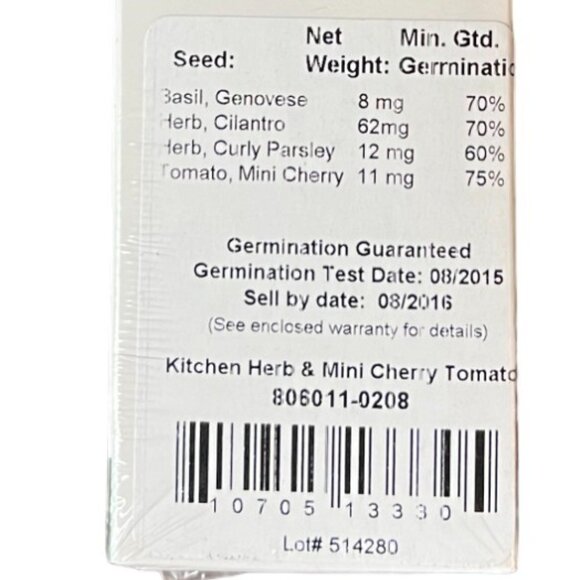 Net Min. Gtd.
Seed: Weight: Germinatic
Basil, Genovese 8 mg 70%
Herb, Cilantro 62mg 70%
Herb, Curly Parsley 12 mg 60%
Tomato, Mini Cherry 11 mg 75%
Germination Guaranteed
Germination Test Date: 08/2015
Sell by date: 08/2016
(See enclosed warranty for details)
Kitchen Herb & Mini Cherry Tomato
806011-0208
10705 13330
Lot# 514280